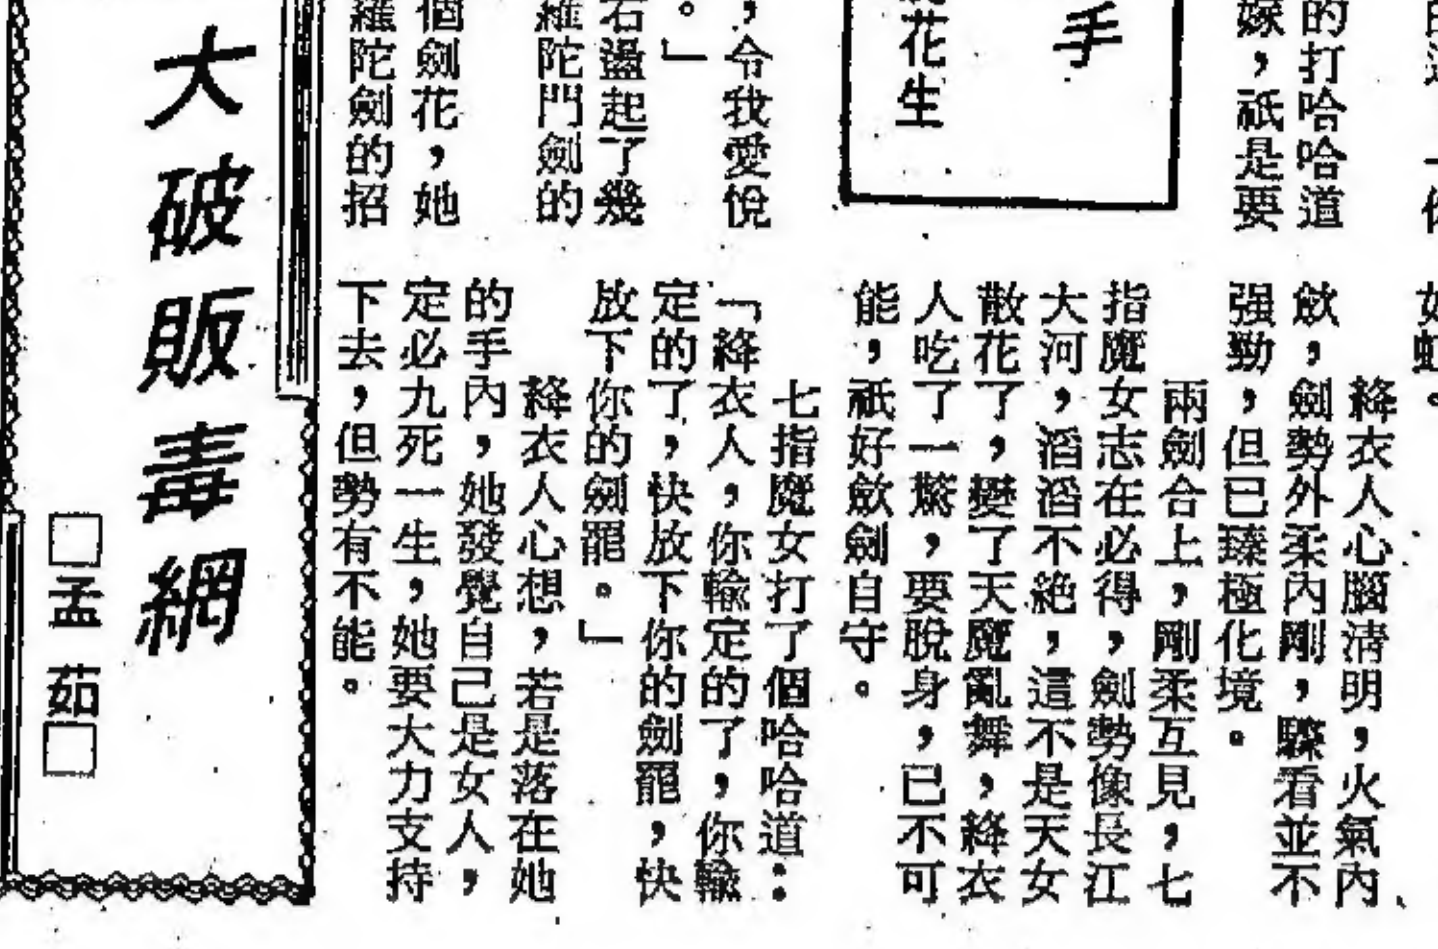 的打哈哈道
嫁，祇是要
手
花生
，令我愛悅
。」
右盪起了幾
羅陀門劍的
個劍花，她
羅陀劍的招
如虹。
絳衣人心腦清明，火氣內
歛，劍勢外柔內剛，驟看並不
强勁，但已臻極化境。
兩劍合上，剛柔互見，七
指魔女志在必得，劍勢像長江
大河，滔滔不絕，這不是天女
散花了，變了天魔亂舞，絳衣
人吃了一驚，要脫身，已不可
能，祇好歛劍自守。
七指魔女打了個哈哈道：
「絳衣人，你輸定的了，你輸
定的了，快放下你的劍罷，快
放下你的劍罷。」
絳衣人心想，若是落在她
的手內，她發覺自己是女人，
定必九死一生，她要大力支持
下去，但勢有不能。
大破販毒網
□孟茹□